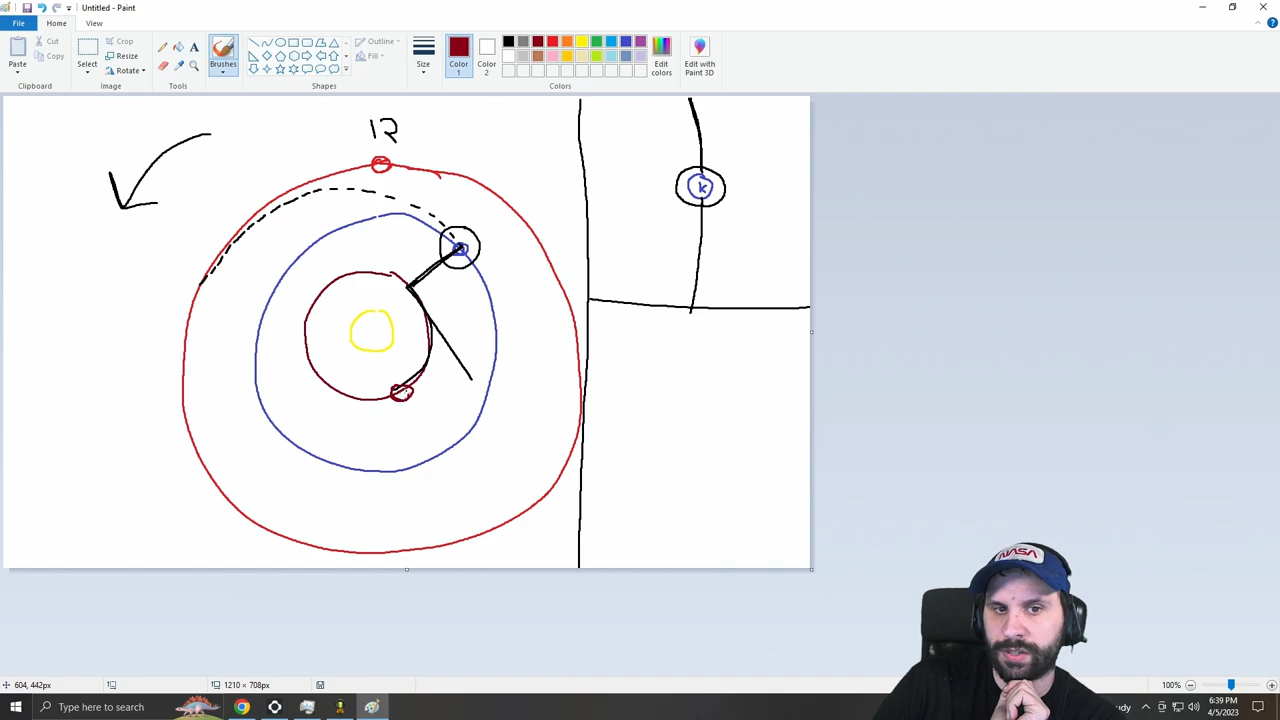 Untitled - Paint
File
Home
View
Paste
Cut
Copy
Clipboard
Select
Crop
Resize
Rotate
Image
A
Tools
Brushes
Outline
Fill
Shapes
Size
Color 1
Color 2
Edit colors
Colors
Edit with Paint 3D
12
k
NASA
604, 442px
1210 × 708px
100%
Type here to search
udy
6:39 PM
4/5/2023